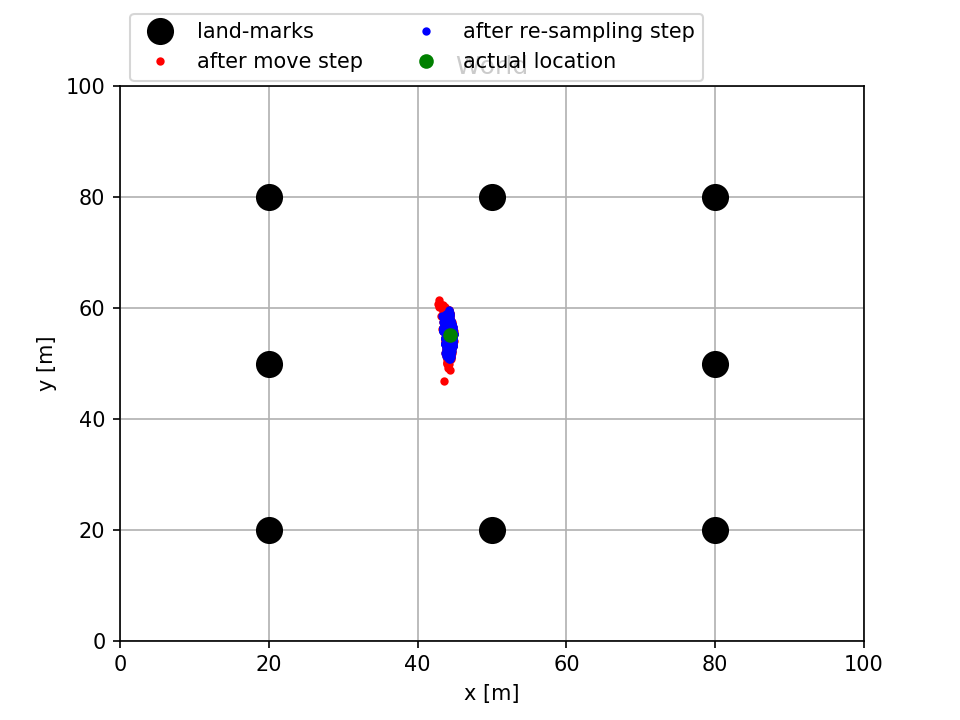 land-marks
after move step
after re-sampling step
actual location
World
100
80
60
40
20
0
y [m]
0 20 40 60 80 100
x [m]